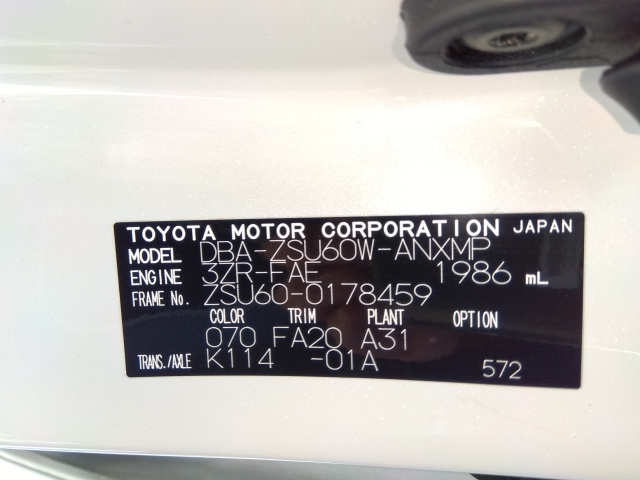 TOYOTA MOTOR CORPORATION JAPAN
MODEL DBA-ZSU60W-ANXMP
ENGINE 3ZR-FAE 1986 mL
FRAME No. ZSU60-0178459
COLOR TRIM PLANT OPTION
070 FA20 A31
TRANS./AXLE K114 -01A 572